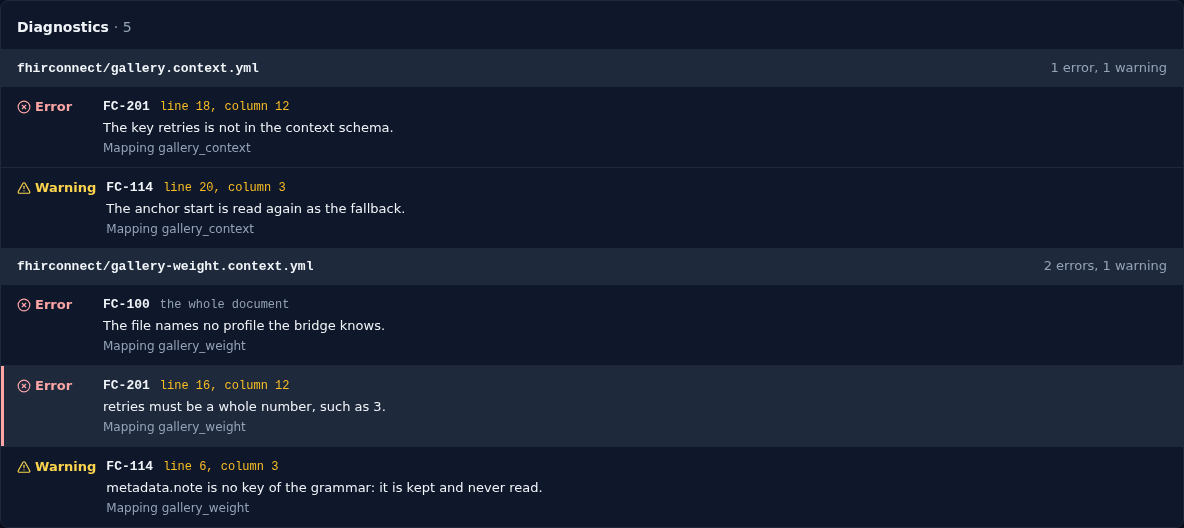 Diagnostics · 5
fhirconnect/gallery.context.yml 1 error, 1 warning
Error FC-201 line 18, column 12
The key retries is not in the context schema.
Mapping gallery_context
Warning FC-114 line 20, column 3
The anchor start is read again as the fallback.
Mapping gallery_context
fhirconnect/gallery-weight.context.yml 2 errors, 1 warning
Error FC-100 the whole document
The file names no profile the bridge knows.
Mapping gallery_weight
Error FC-201 line 16, column 12
retries must be a whole number, such as 3.
Mapping gallery_weight
Warning FC-114 line 6, column 3
metadata.note is no key of the grammar: it is kept and never read.
Mapping gallery_weight